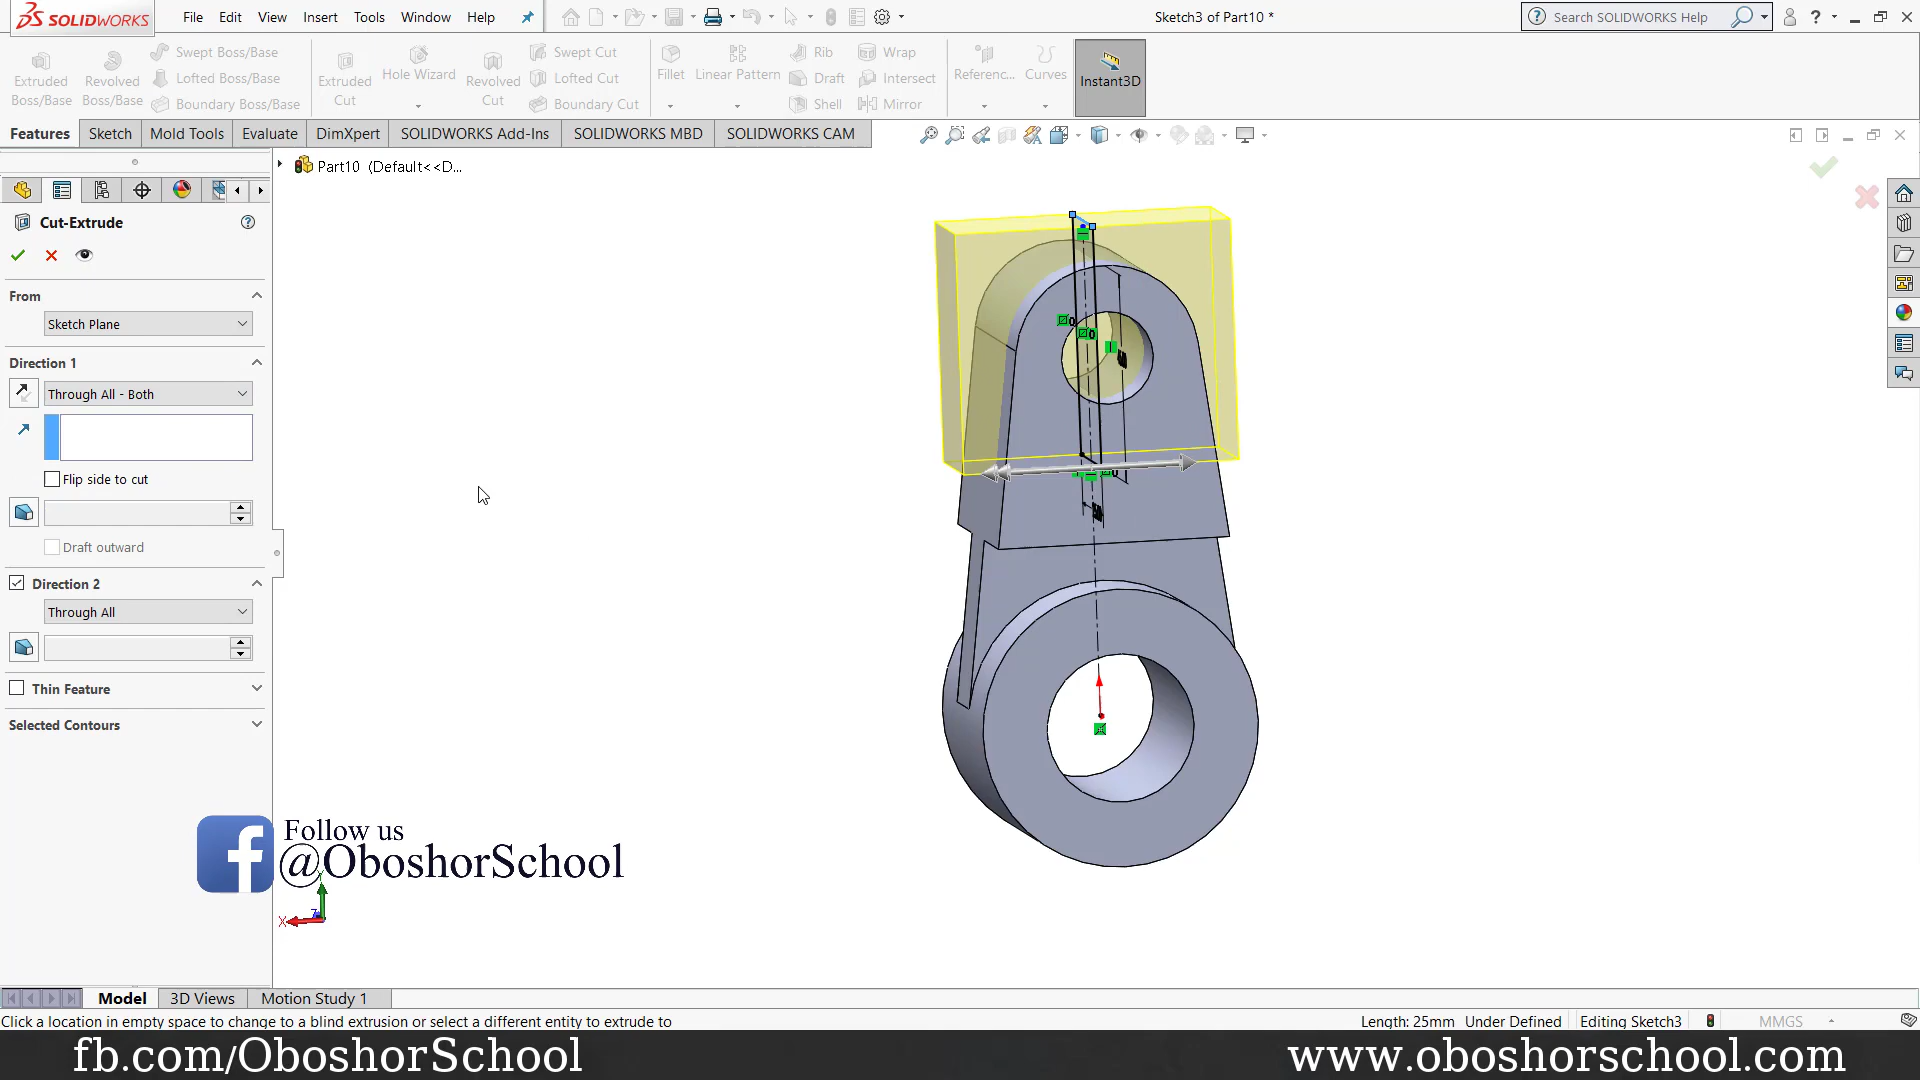 SOLIDWORKS File Edit View Insert Tools Window Help Sketch3 of Part10 * Search SOLIDWORKS Help
Extruded Boss/Base
Revolved Boss/Base
Swept Boss/Base
Lofted Boss/Base
Boundary Boss/Base
Extruded Cut
Hole Wizard
Revolved Cut
Swept Cut
Lofted Cut
Boundary Cut
Fillet
Linear Pattern
Rib
Draft
Shell
Wrap
Intersect
Mirror
Referenc...
Curves
Instant3D
Features Sketch Mold Tools Evaluate DimXpert SOLIDWORKS Add-Ins SOLIDWORKS MBD SOLIDWORKS CAM
Part10 (Default<<D...
Cut-Extrude
From
Sketch Plane
Direction 1
Through All - Both
Flip side to cut
Draft outward
Direction 2
Through All
Thin Feature
Selected Contours
Follow us
@OboshorSchool
X
Model 3D Views Motion Study 1
Click a location in empty space to change to a blind extrusion or select a different entity to extrude to
Length: 25mm Under Defined Editing Sketch3 MMGS
fb.com/OboshorSchool www.oboshorschool.com